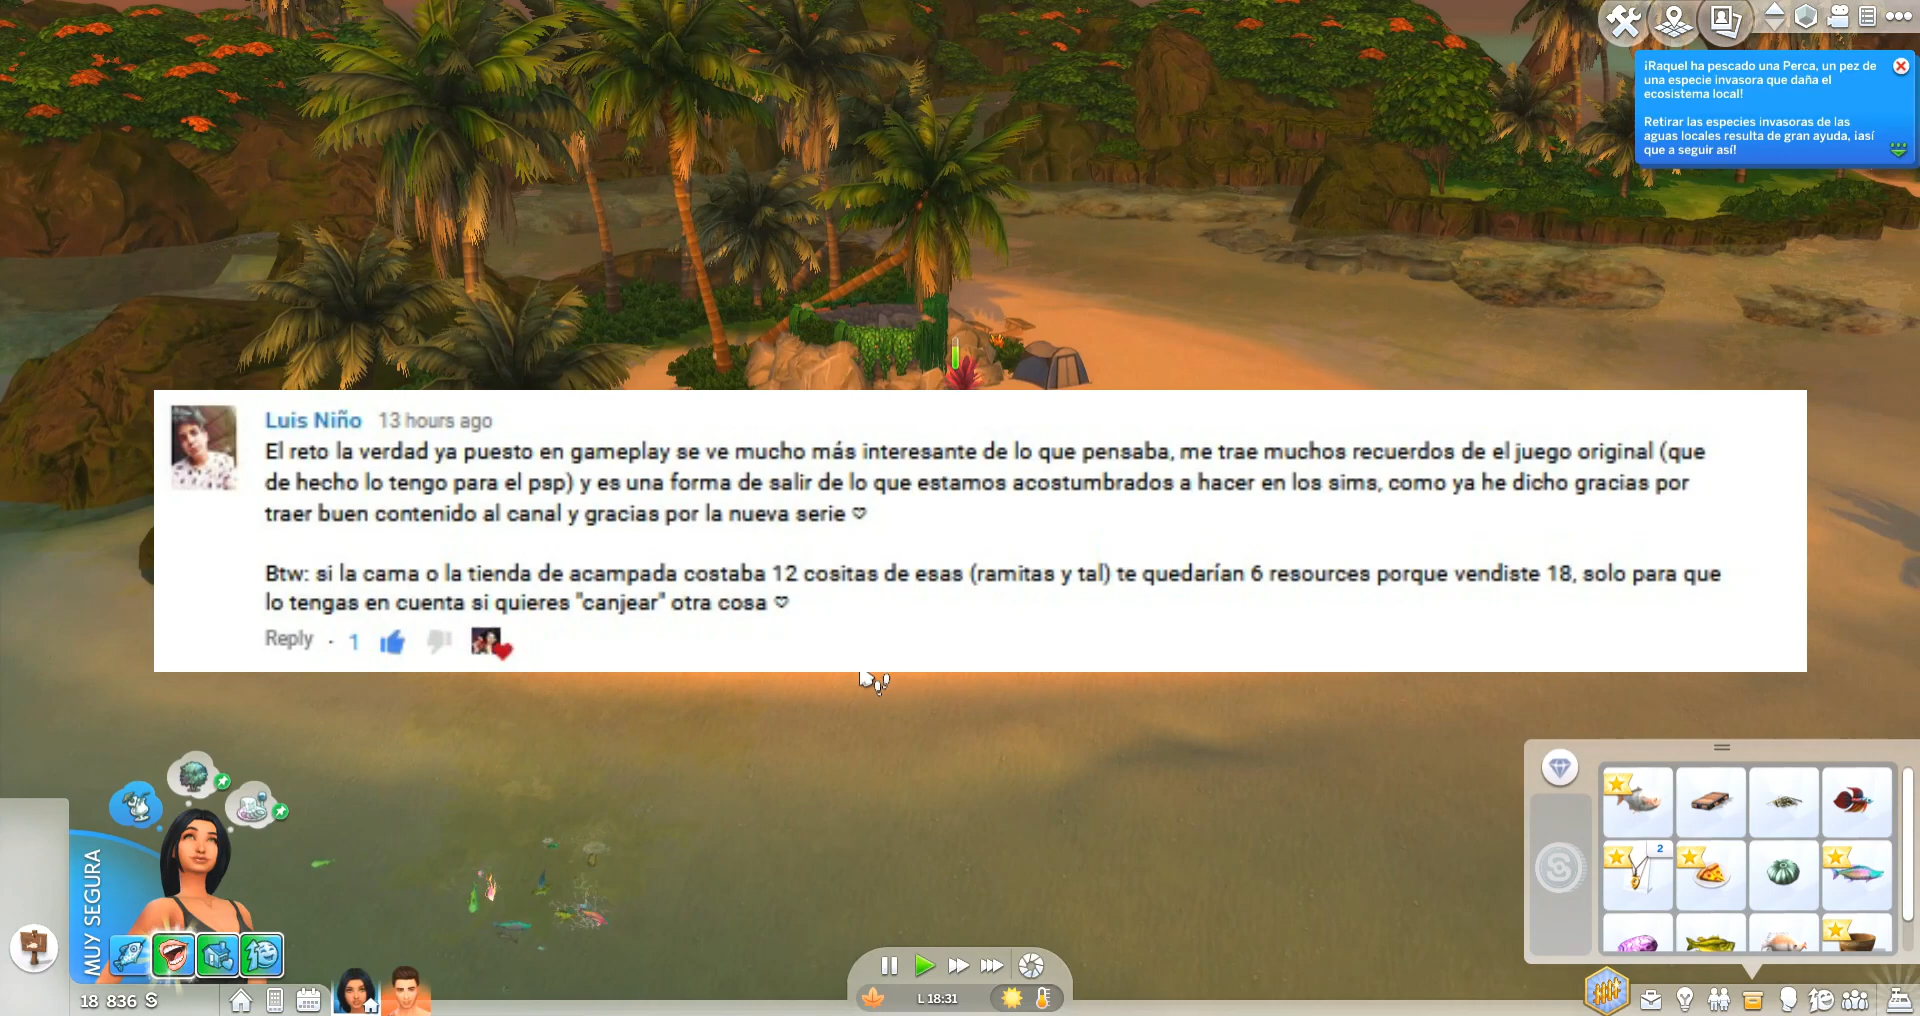 ¡Raquel ha pescado una Perca, un pez de
una especie invasora que daña el
ecosistema local!
Retirar las especies invasoras de las
aguas locales resulta de gran ayuda, ¡así
que a seguir así!
Luis Niño 13 hours ago
El reto la verdad ya puesto en gameplay se ve mucho más interesante de lo que pensaba, me trae muchos recuerdos de el juego original (que
de hecho lo tengo para el psp) y es una forma de salir de lo que estamos acostumbrados a hacer en los sims, como ya he dicho gracias por
traer buen contenido al canal y gracias por la nueva serie ♡
Btw: si la cama o la tienda de acampada costaba 12 cositas de esas (ramitas y tal) te quedarían 6 resources porque vendiste 18, solo para que
lo tengas en cuenta si quieres "canjear" otra cosa ♡
Reply · 1
2
MUY SEGURA
18 836 S
L 18:31